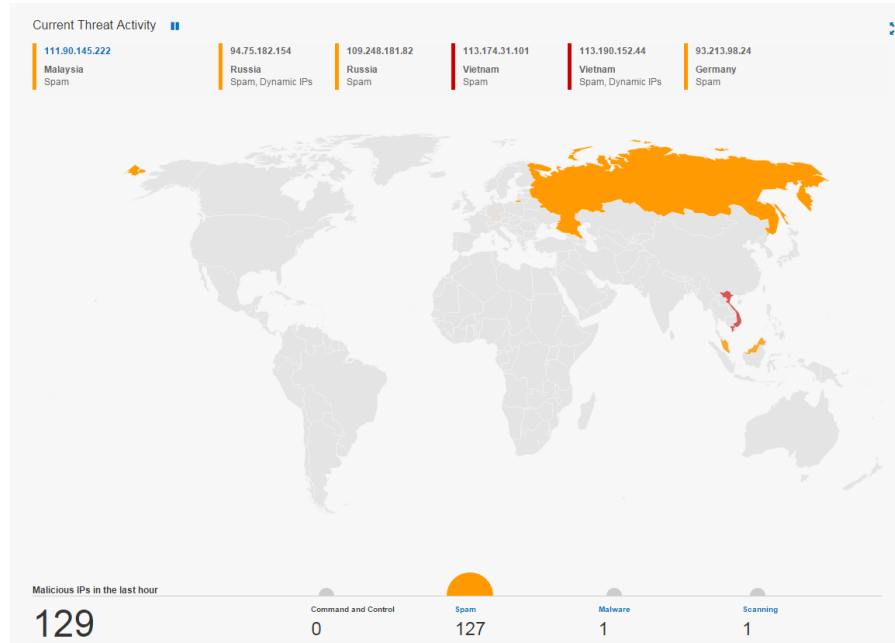 Current Threat Activity
111.90.145.222
Malaysia
Spam
94.75.182.154
Russia
Spam, Dynamic IPs
109.248.181.82
Russia
Spam
113.174.31.101
Vietnam
Spam
113.190.152.44
Vietnam
Spam, Dynamic IPs
93.213.98.24
Germany
Spam
Malicious IPs in the last hour
129
Command and Control
0
Spam
127
Malware
1
Scanning
1